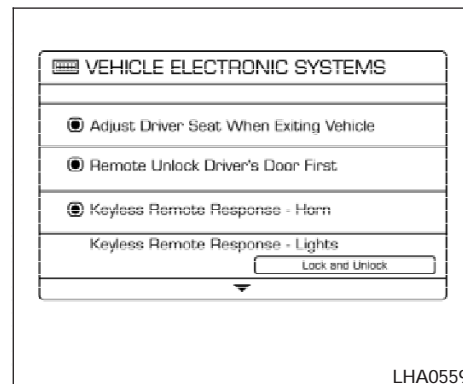 VEHICLE ELECTRONIC SYSTEMS
Adjust Driver Seat When Exiting Vehicle
Remote Unlock Driver's Door First
Keyless Remote Response - Horn
Keyless Remote Response - Lights
Lock and Unlock
LHA0559